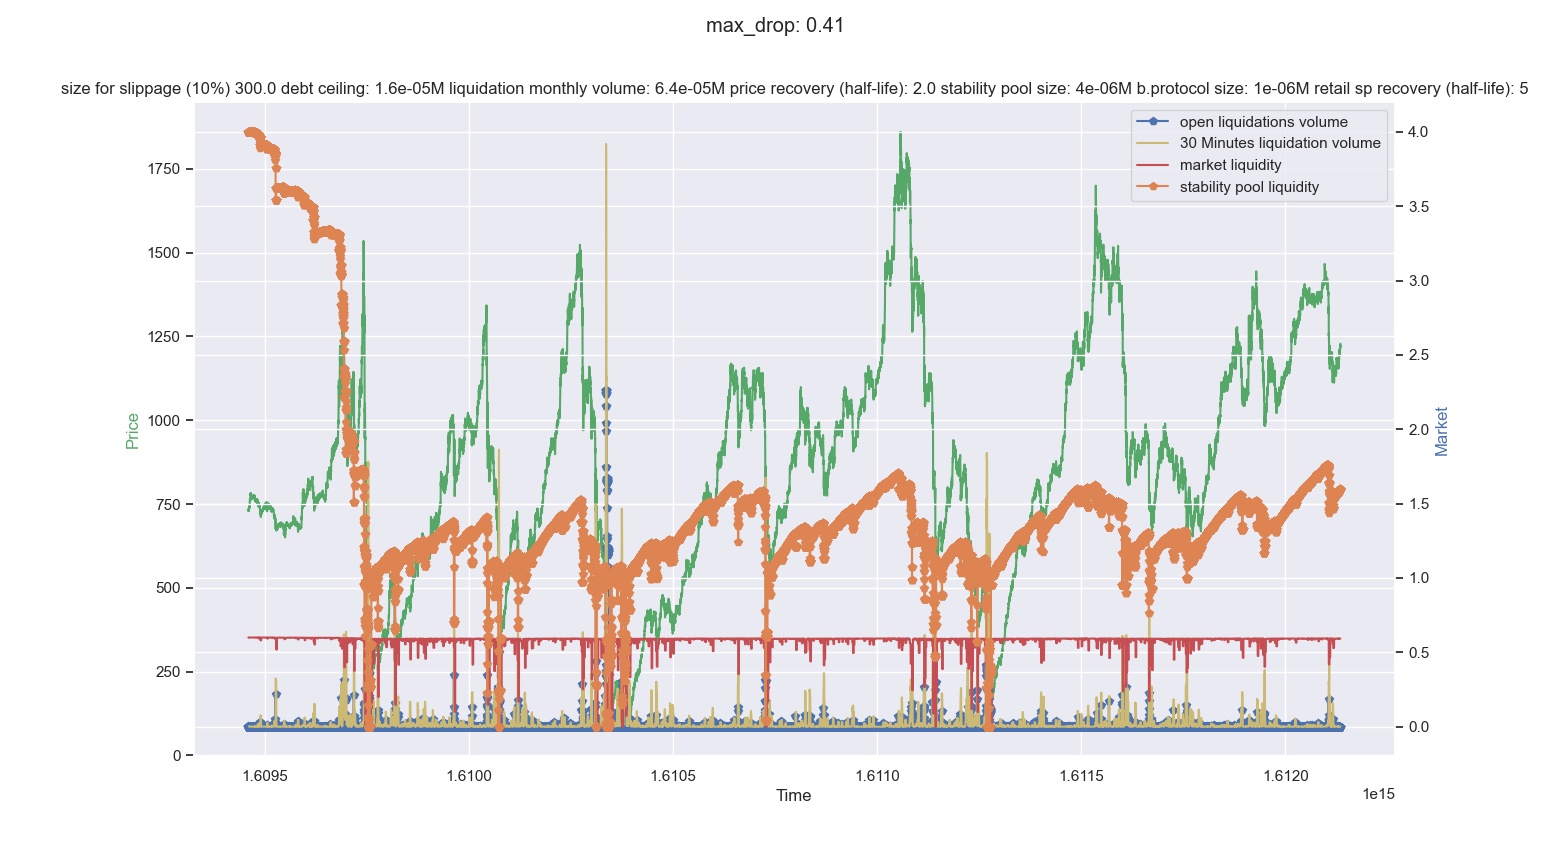 max_drop: 0.41
size for slippage (10%) 300.0 debt ceiling: 1.6e-05M liquidation monthly volume: 6.4e-05M price recovery (half-life): 2.0 stability pool size: 4e-06M b.protocol size: 1e-06M retail sp recovery (half-life): 5
open liquidations volume
30 Minutes liquidation volume
market liquidity
stability pool liquidity
1750
1500
1250
1000
750
500
250
0
Price
4.0
3.5
3.0
2.5
2.0
1.5
1.0
0.5
0.0
Market
1.6095
1.6100
1.6105
1.6110
1.6115
1.6120
1e15
Time